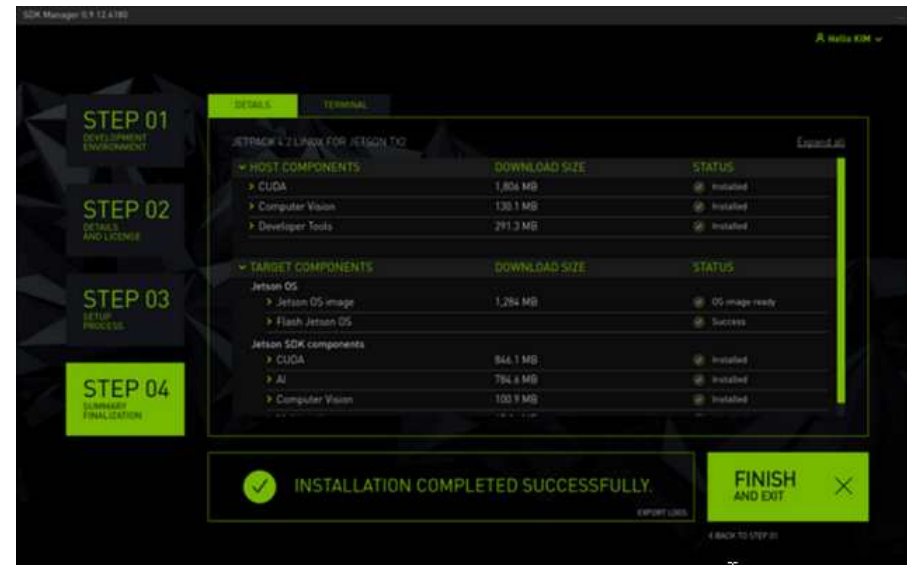 SDK Manager 0.9.12.4180
Hello KIM
STEP 01
DEVELOPMENT
ENVIRONMENT
STEP 02
DETAILS
AND LICENSE
STEP 03
SETUP
PROCESS
STEP 04
SUMMARY
FINALIZATION
DETAILS TERMINAL
JETPACK 4.2 LINUX FOR JETSON TX2 Expand all
HOST COMPONENTS DOWNLOAD SIZE STATUS
CUDA 1,806 MB Installed
Computer Vision 130.1 MB Installed
Developer Tools 291.3 MB Installed
TARGET COMPONENTS DOWNLOAD SIZE STATUS
Jetson OS
Jetson OS image 1,284 MB OS image ready
Flash Jetson OS Success
Jetson SDK components
CUDA 846.1 MB Installed
AI 784.6 MB Installed
Computer Vision 100.9 MB Installed
INSTALLATION COMPLETED SUCCESSFULLY.
EXPORT LOGS
FINISH
AND EXIT
< BACK TO STEP 01